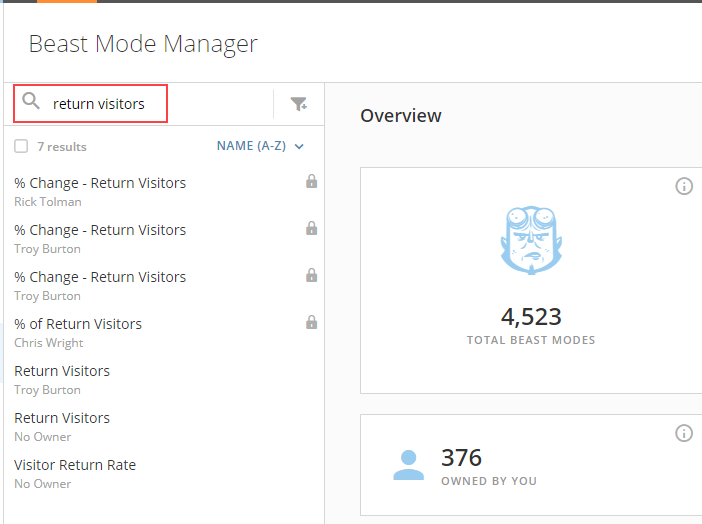 Beast Mode Manager
return visitors
7 results
NAME (A-Z)
% Change - Return Visitors
Rick Tolman
% Change - Return Visitors
Troy Burton
% Change - Return Visitors
Troy Burton
% of Return Visitors
Chris Wright
Return Visitors
Troy Burton
Return Visitors
No Owner
Visitor Return Rate
No Owner
Overview
4,523
TOTAL BEAST MODES
376
OWNED BY YOU